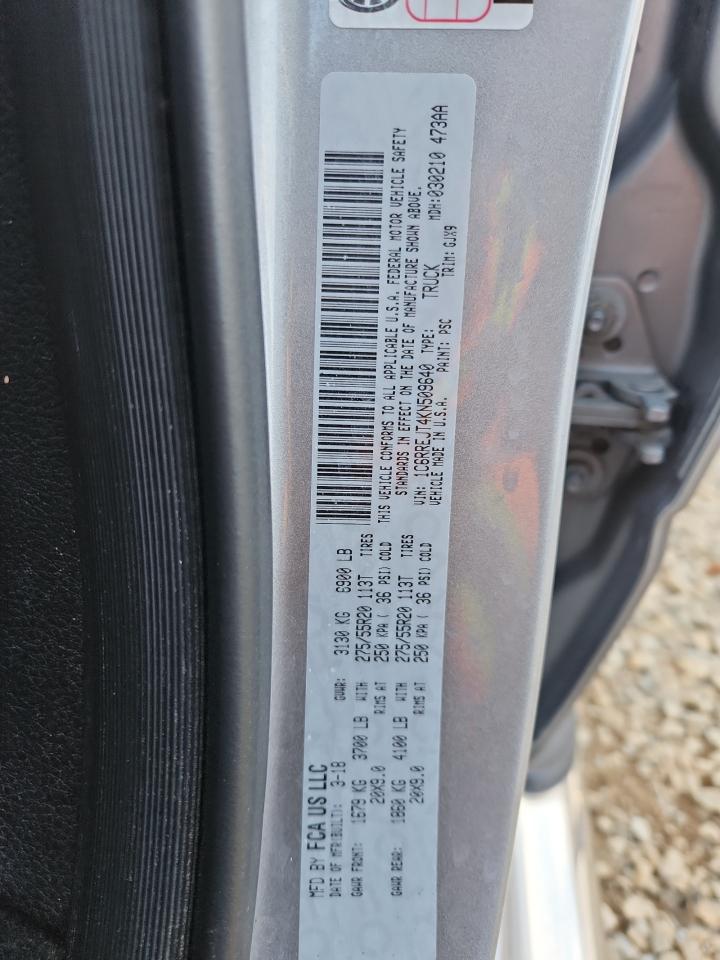 MFD BY FCA US LLC
DATE OF MFR(BUILT): 3-18 GVWR: 3130 KG 6900 LB
GAWR FRONT: 1679 KG 3700 LB WITH 275/55R20 113T TIRES
20X9.0 RIMS AT 250 KPA ( 36 PSI) COLD
GAWR REAR: 1860 KG 4100 LB WITH 275/55R20 113T TIRES
20X9.0 RIMS AT 250 KPA ( 36 PSI) COLD
THIS VEHICLE CONFORMS TO ALL APPLICABLE U.S.A. FEDERAL MOTOR VEHICLE SAFETY
STANDARDS IN EFFECT ON THE DATE OF MANUFACTURE SHOWN ABOVE.
VIN: 1C6RREJT4KN509640 TYPE: TRUCK MDH:030210 473AA
VEHICLE MADE IN U.S.A. PAINT: PSC TRIM: GJX9